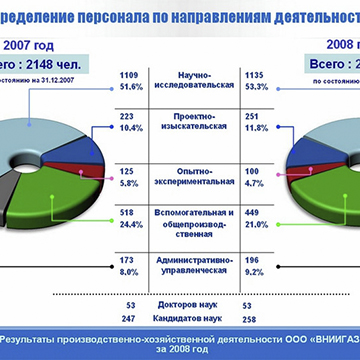 пределение персонала по направлениям деятельност
2007 год
2008
его : 2148 чел.
Всего : 2
состоянию на 31.12.2007
по состоянию
1109
51,6%
Научно-
исследовательская
1135
53,3%
223
10.4%
Проектно-
изыскательская
251
11.8%
125
5.8%
Опытно-
экспериментальная
100
4.7%
518
24.4%
Вспомогательная и
общепроизвод-
ственная
449
21.0%
173
8.0%
Административно-
управленческая
196
9.2%
53 Докторов наук 53
247 Кандидатов наук 258
Результаты производственно-хозяйственной деятельности ООО «ВНИИГАЗ
за 2008 год